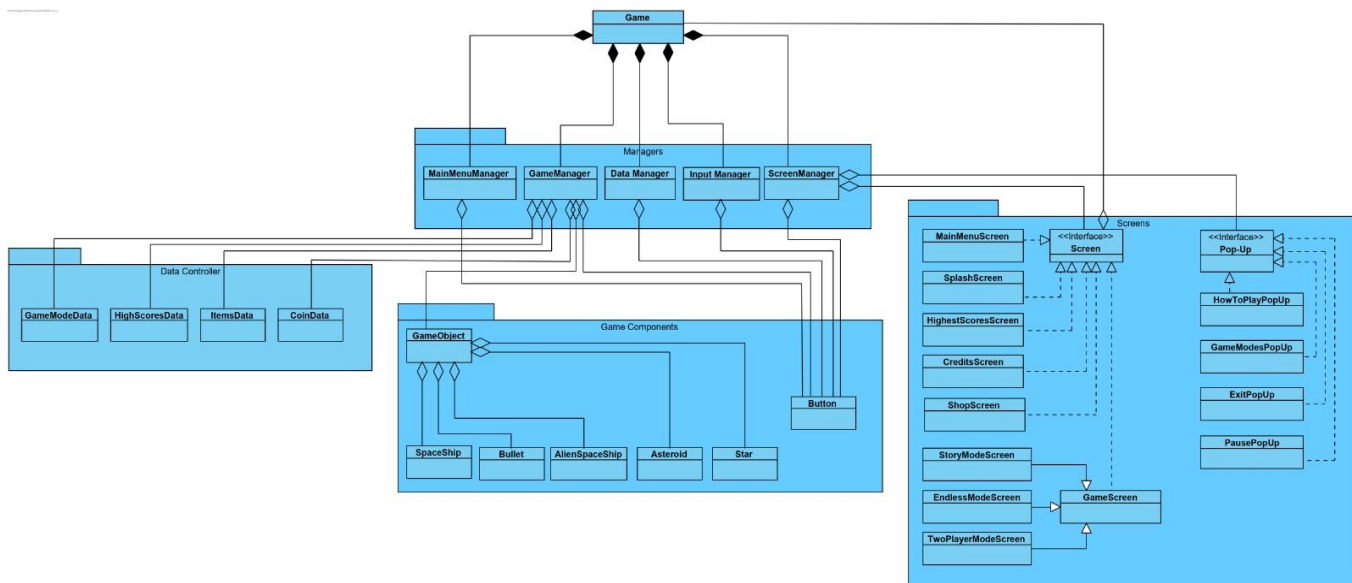 Game
Managers
MainMenuManager
GameManager
Data Manager
Input Manager
ScreenManager
Data Controller
GameModeData
HighScoresData
ItemsData
CoinData
Game Components
GameObject
Button
SpaceShip
Bullet
AlienSpaceShip
Asteroid
Star
Screens
MainMenuScreen
<<Interface>>
Screen
<<Interface>>
Pop-Up
SplashScreen
HowToPlayPopUp
HighestScoresScreen
GameModesPopUp
CreditsScreen
ExitPopUp
ShopScreen
PausePopUp
StoryModeScreen
EndlessModeScreen
GameScreen
TwoPlayerModeScreen